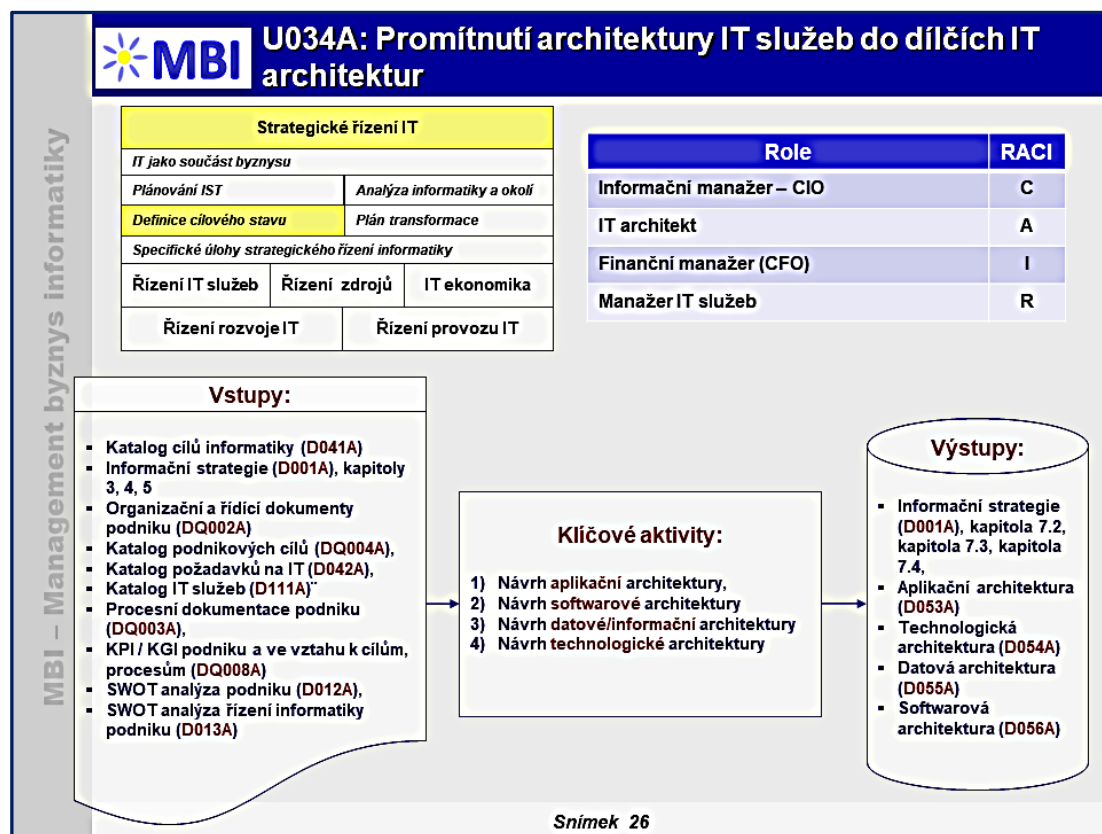 MBI
U034A: Promítnutí architektury IT služeb do dílčích IT
architektur
MBI – Management byznys informatiky
Strategické řízení IT
IT jako součást byznysu
Plánování IST
Analýza informatiky a okolí
Definice cílového stavu
Plán transformace
Specifické úlohy strategického řízení informatiky
Řízení IT služeb
Řízení zdrojů
IT ekonomika
Řízení rozvoje IT
Řízení provozu IT
Role RACI
Informační manažer – CIO C
IT architekt A
Finanční manažer (CFO) I
Manažer IT služeb R
Vstupy:
▪ Katalog cílů informatiky (D041A)
▪ Informační strategie (D001A), kapitoly
3, 4, 5
▪ Organizační a řídící dokumenty
podniku (DQ002A)
▪ Katalog podnikových cílů (DQ004A),
▪ Katalog požadavků na IT (D042A),
▪ Katalog IT služeb (D111A)¨
▪ Procesní dokumentace podniku
(DQ003A),
▪ KPI / KGI podniku a ve vztahu k cílům,
procesům (DQ008A)
▪ SWOT analýza podniku (D012A),
▪ SWOT analýza řízení informatiky
podniku (D013A)
Klíčové aktivity:
1) Návrh aplikační architektury,
2) Návrh softwarové architektury
3) Návrh datové/informační architektury
4) Návrh technologické architektury
Výstupy:
▪ Informační strategie
(D001A), kapitola 7.2,
kapitola 7.3, kapitola
7.4,
▪ Aplikační architektura
(D053A)
▪ Technologická
architektura (D054A)
▪ Datová architektura
(D055A)
▪ Softwarová
architektura (D056A)
Snímek 26